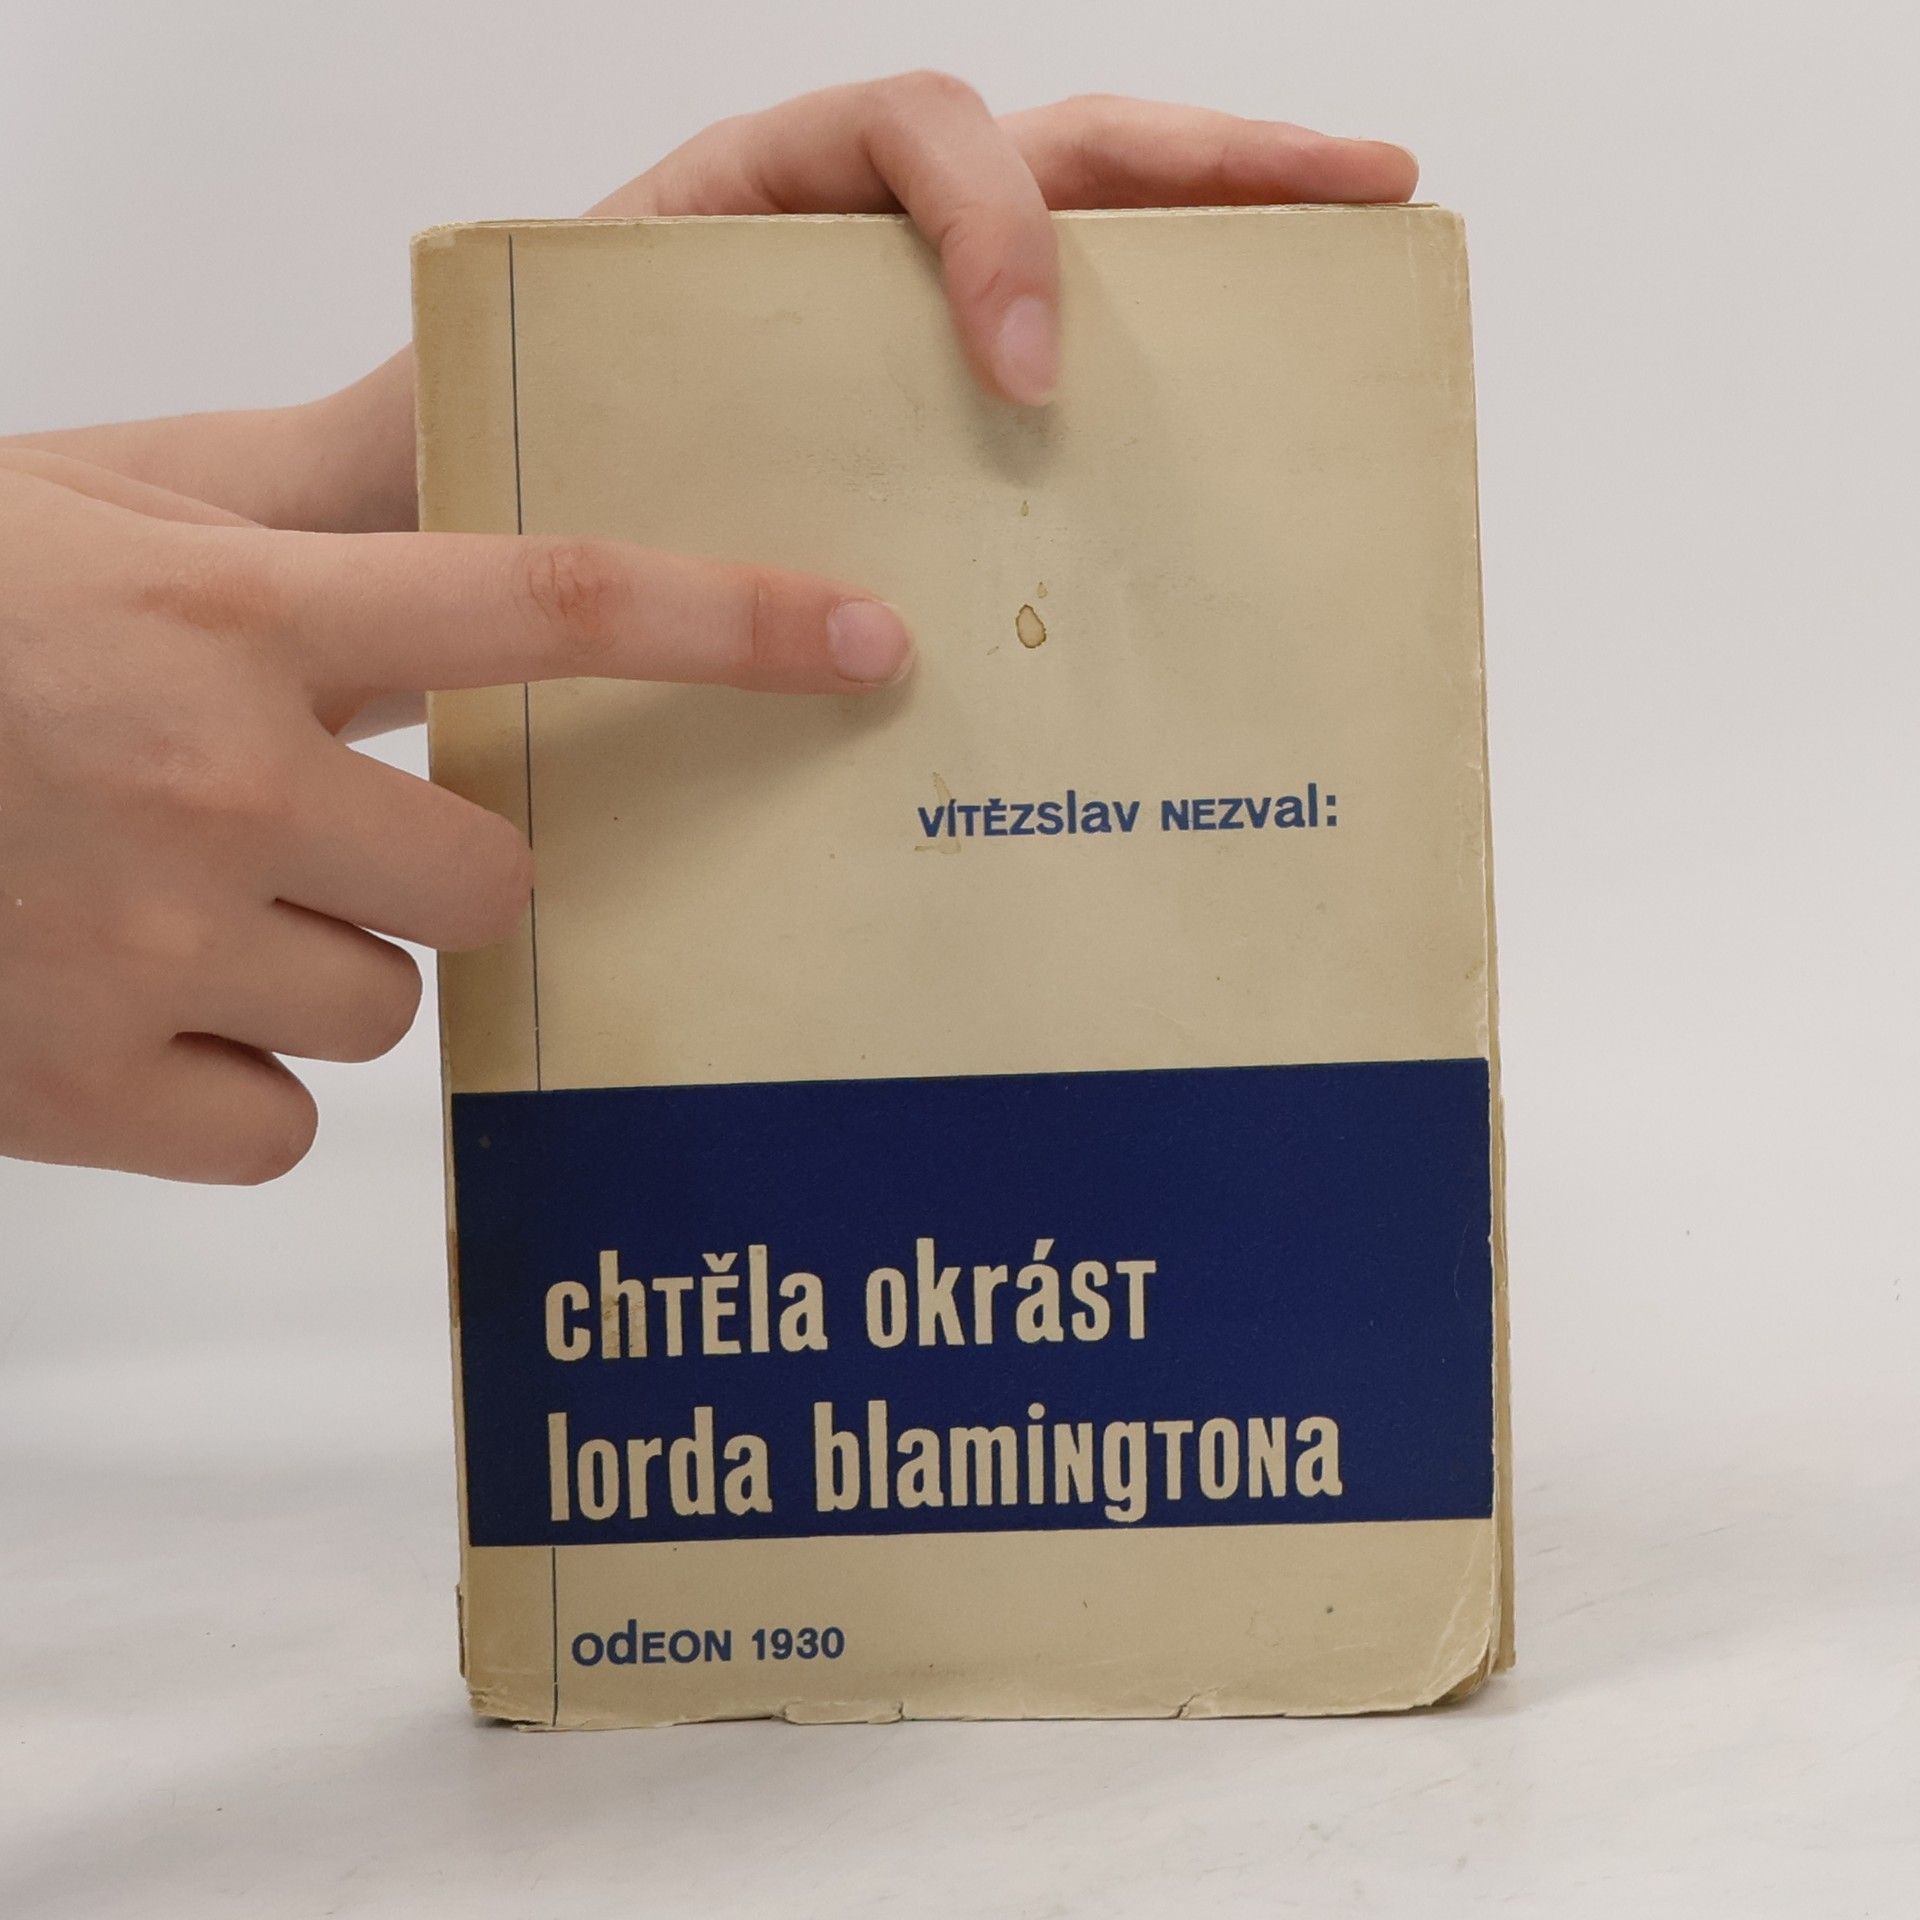 vítězslav nezval:
chtěla okrást
lorda blamingtona
odeon 1930